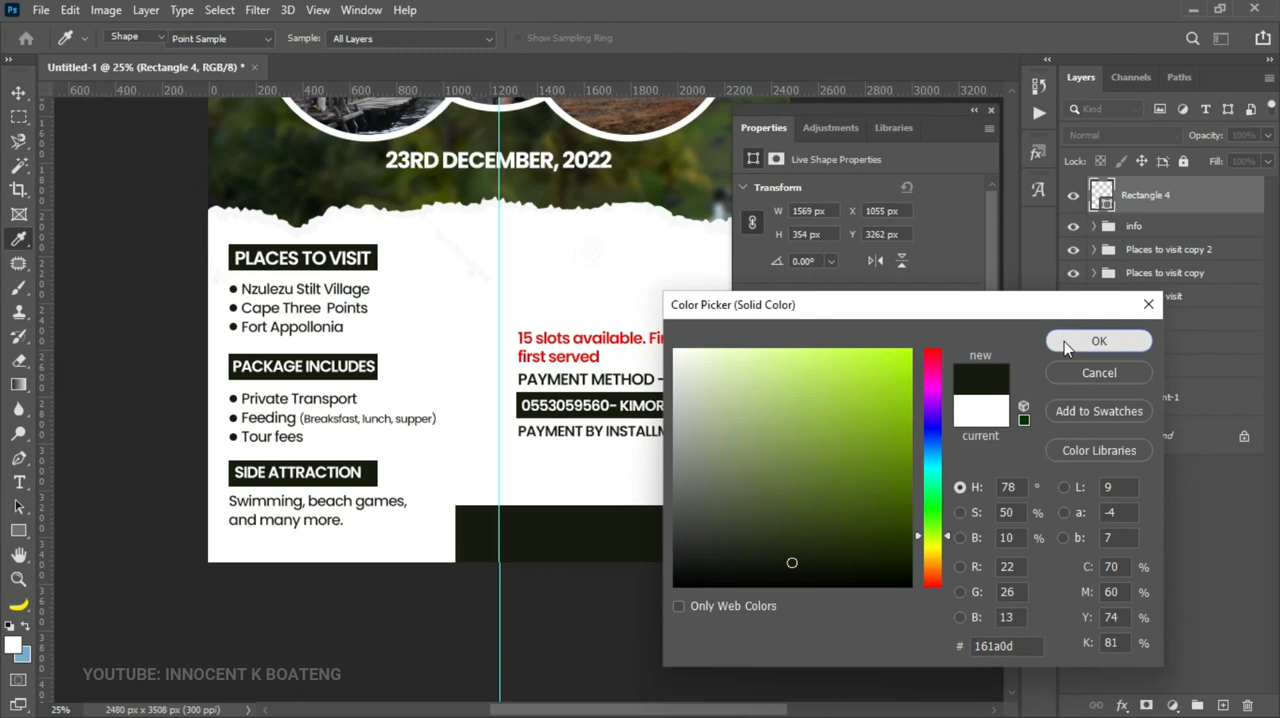 Ps File Edit Image Layer Type Select Filter 3D View Window Help
Shape Point Sample Sample: All Layers Show Sampling Ring
Untitled-1 @ 25% (Rectangle 4, RGB/8) *
600 400 200 0 200 400 600 800 1000 1200 1400 1600 1800 2000 2200 2400 2600 2800 3000 3200
Layers Channels Paths
Kind
Normal Opacity: 100%
Lock: Fill: 100%
Rectangle 4
info
Places to visit copy 2
Places to visit copy
Properties Adjustments Libraries
Live Shape Properties
Transform
W 1569 px X 1055 px
H 354 px Y 3262 px
0.00°
23RD DECEMBER, 2022
PLACES TO VISIT
● Nzulezu Stilt Village
● Cape Three Points
● Fort Appollonia
PACKAGE INCLUDES
● Private Transport
● Feeding (Breaksfast, lunch, supper)
● Tour fees
SIDE ATTRACTION
Swimming, beach games,
and many more.
15 slots available.
first served
PAYMENT METHOD -
0553059560- KIMOR
PAYMENT BY
Color Picker (Solid Color)
new
current
OK
Cancel
Add to Swatches
Color Libraries
H: 78 ° L: 9
S: 50 % a: -4
B: 10 % b: 7
R: 22 C: 70 %
G: 26 M: 60 %
B: 13 Y: 74 %
# 161a0d K: 81 %
Only Web Colors
YOUTUBE: INNOCENT K BOATENG
25% 2480 px x 3508 px (300 ppi)